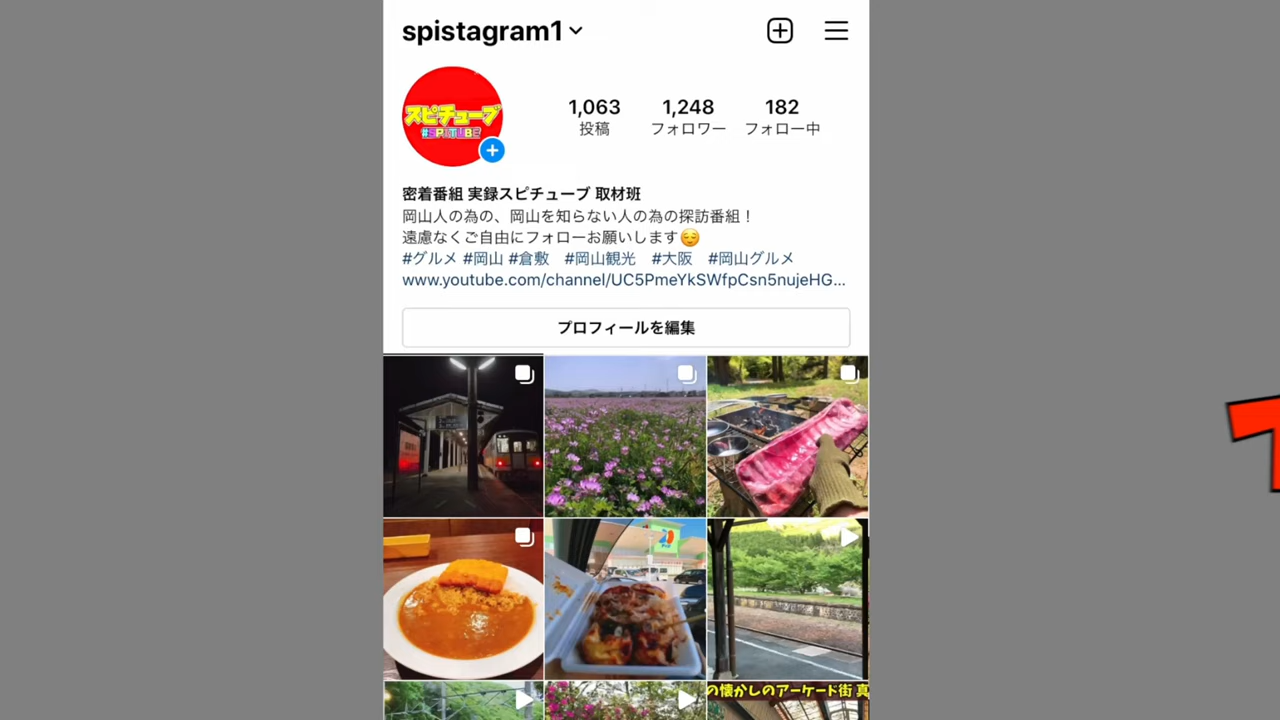 spistagram1
スピチューブ
#SPITUBE
1,063
投稿
1,248
フォロワー
182
フォロー中
密着番組 実録スピチューブ 取材班
岡山人の為の、岡山を知らない人の為の探訪番組！
遠慮なくご自由にフォローお願いします😌
#グルメ #岡山 #倉敷　#岡山観光　#大阪　#岡山グルメ
www.youtube.com/channel/UC5PmeYkSWfpCsn5nujeHG...
プロフィールを編集
の懐かしのアーケード街 真